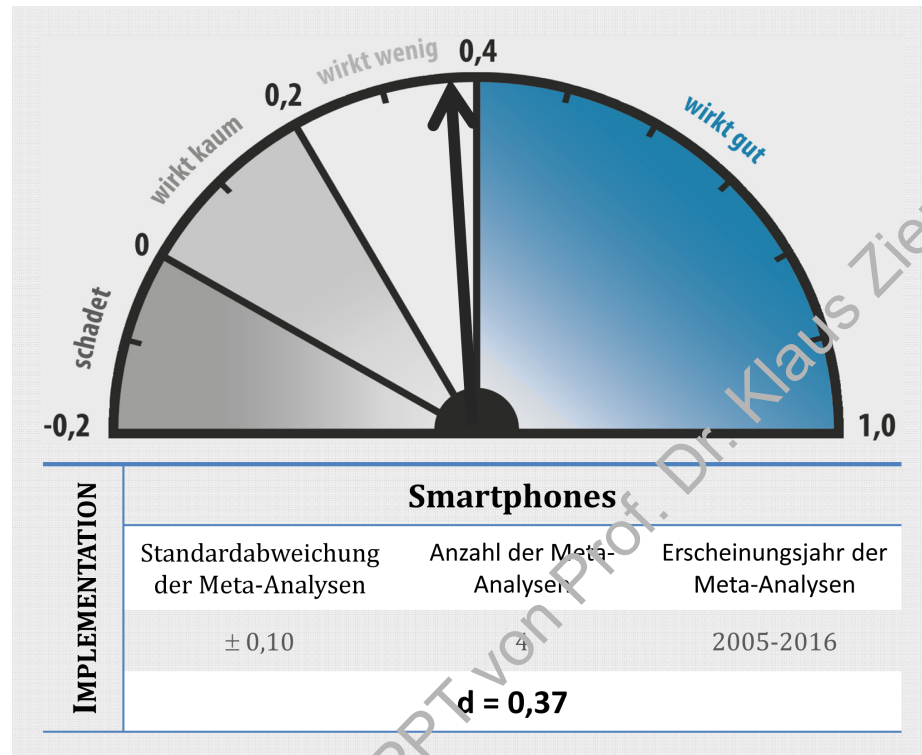 wirkt wenig
0,4
0,2
wirkt gut
wirkt kaum
0
schadet
-0,2
1,0
IMPLEMENTATION
Smartphones
Standardabweichung
der Meta-Analysen
Anzahl der Meta-
Analysen
Erscheinungsjahr der
Meta-Analysen
± 0,10
4
2005-2016
d = 0,37
PPT von Prof. Dr. Klaus